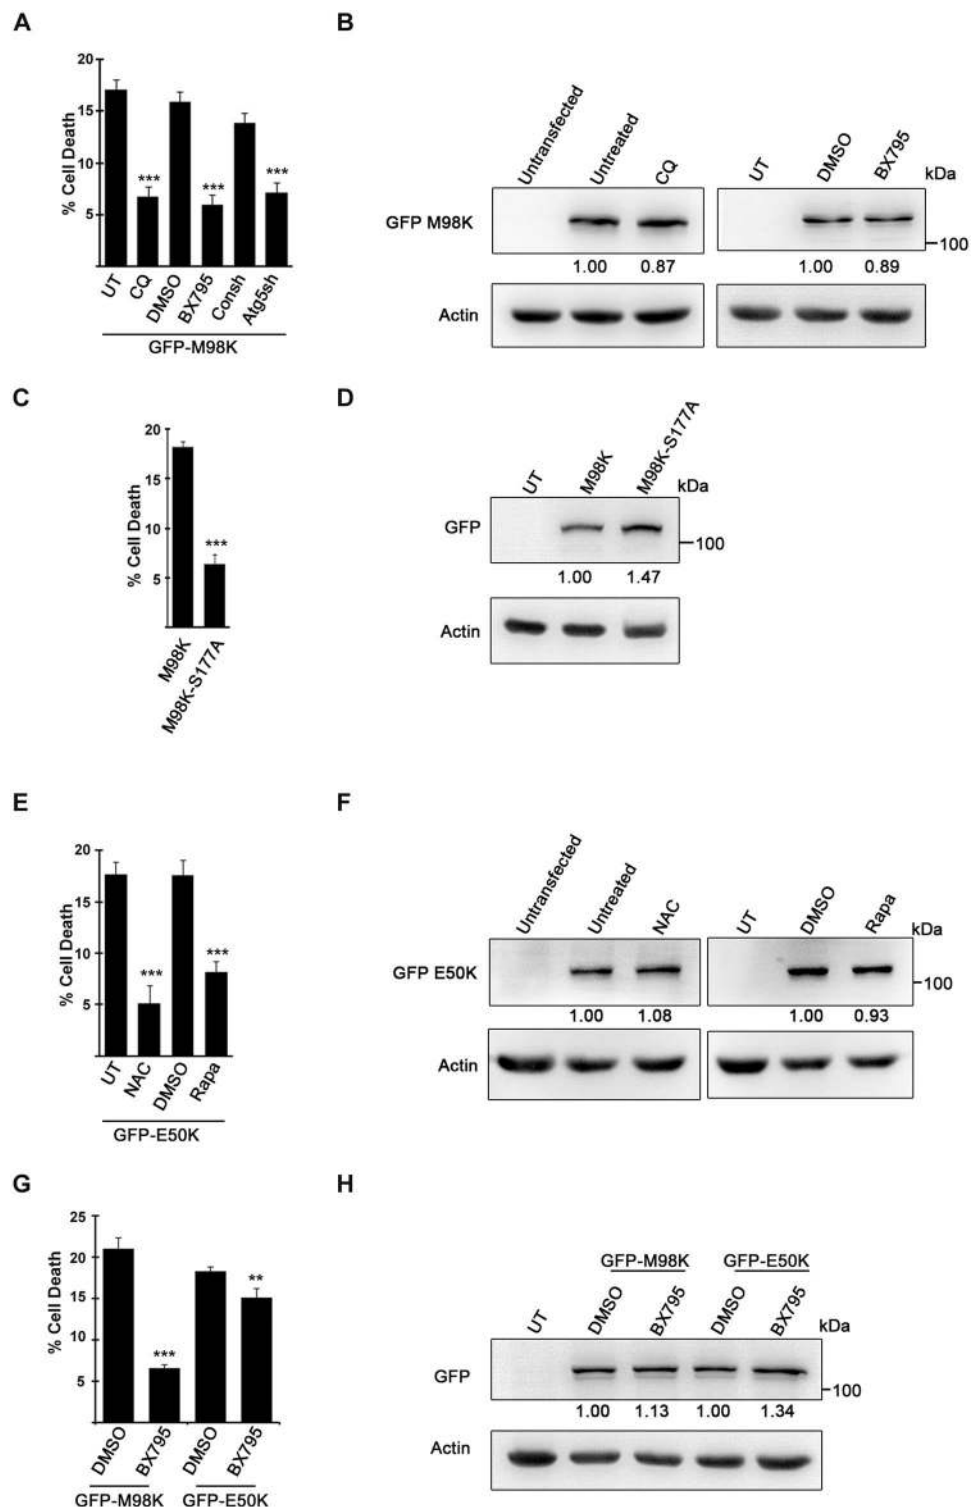 A
20
15
10
5
% Cell Death
***
***
***
UT
CQ
DMSO
BX795
Consh
Atg5sh
GFP-M98K
B
Untransfected
Untreated
CQ
UT
DMSO
BX795
kDa
GFP M98K
100
1.00 0.87 1.00 0.89
Actin
C
20
15
10
5
% Cell Death
***
M98K
M98K-S177A
D
UT
M98K
M98K-S177A
kDa
GFP
100
1.00 1.47
Actin
E
20
15
10
5
% Cell Death
***
***
UT
NAC
DMSO
Rapa
GFP-E50K
F
Untransfected
Untreated
NAC
UT
DMSO
Rapa
kDa
GFP E50K
100
1.00 1.08 1.00 0.93
Actin
G
25
20
15
10
5
% Cell Death
***
**
DMSO
BX795
DMSO
BX795
GFP-M98K GFP-E50K
H
GFP-M98K GFP-E50K
UT
DMSO
BX795
DMSO
BX795
kDa
GFP
100
1.00 1.13 1.00 1.34
Actin